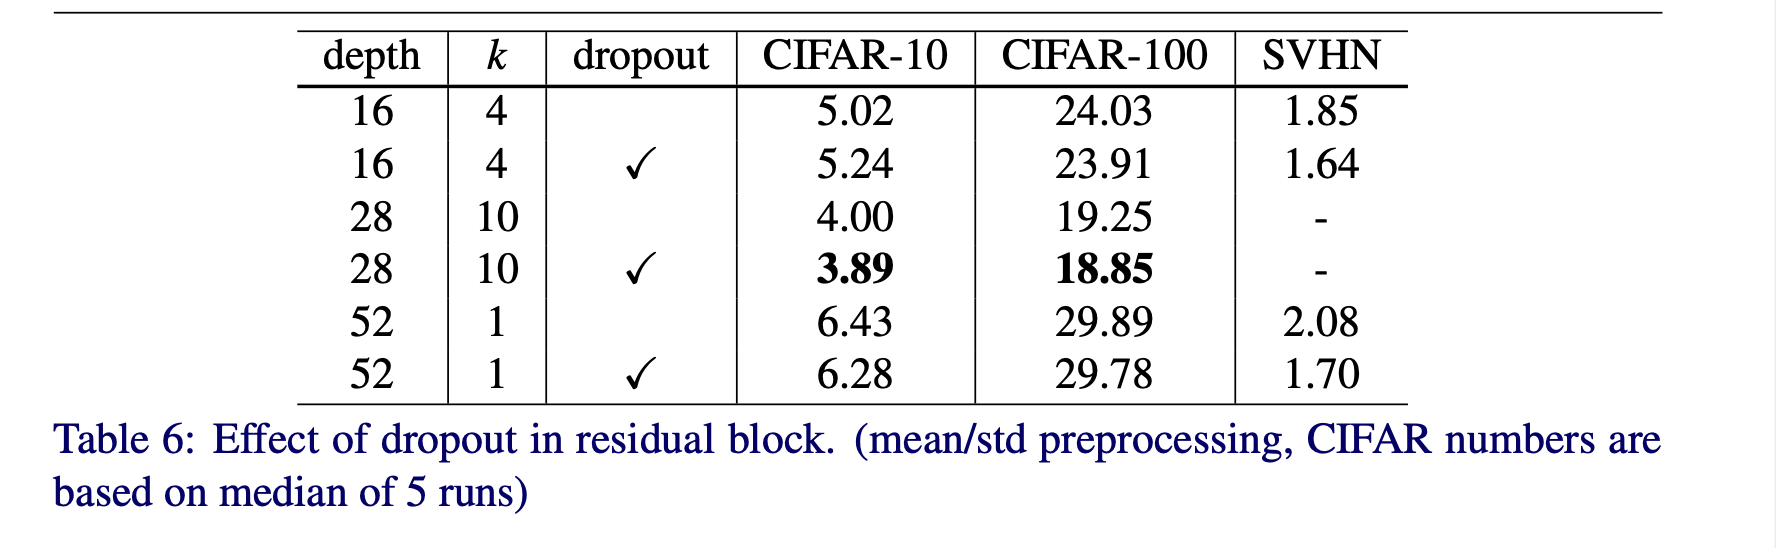 depth k dropout CIFAR-10 CIFAR-100 SVHN
16 4 5.02 24.03 1.85
16 4 ✓ 5.24 23.91 1.64
28 10 4.00 19.25 -
28 10 ✓ 3.89 18.85 -
52 1 6.43 29.89 2.08
52 1 ✓ 6.28 29.78 1.70
Table 6: Effect of dropout in residual block. (mean/std preprocessing, CIFAR numbers are
based on median of 5 runs)